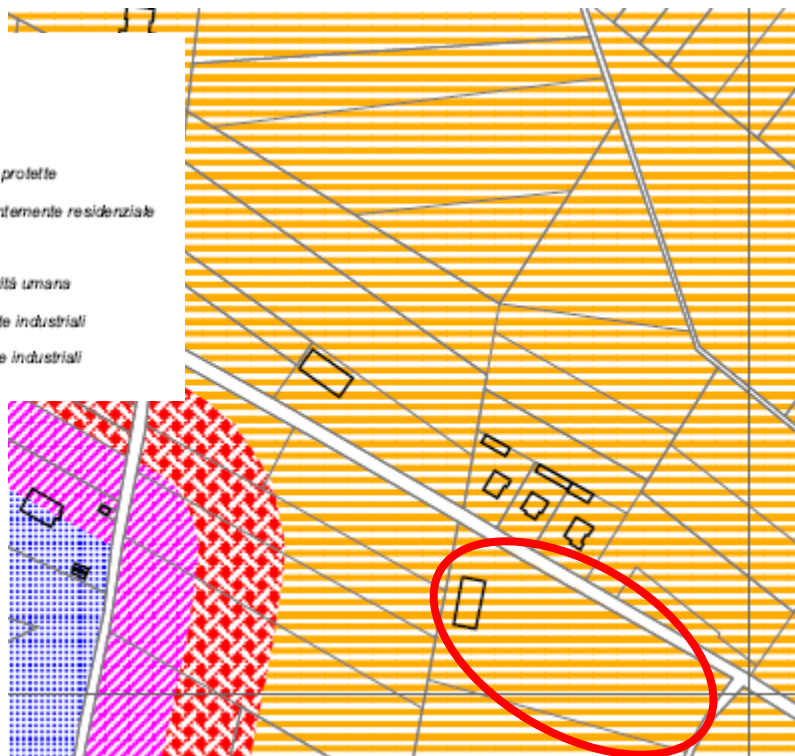 protette
ntemente residenziale
ità umana
te industriali
e industriali